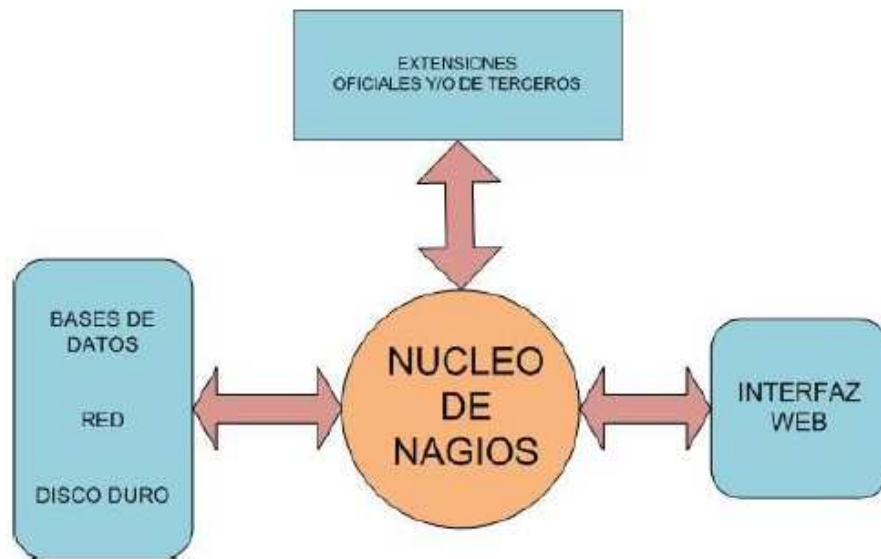 EXTENSIONES
OFICIALES Y/O DE TERCEROS
BASES DE
DATOS
RED
DISCO DURO
NUCLEO
DE
NAGIOS
INTERFAZ
WEB